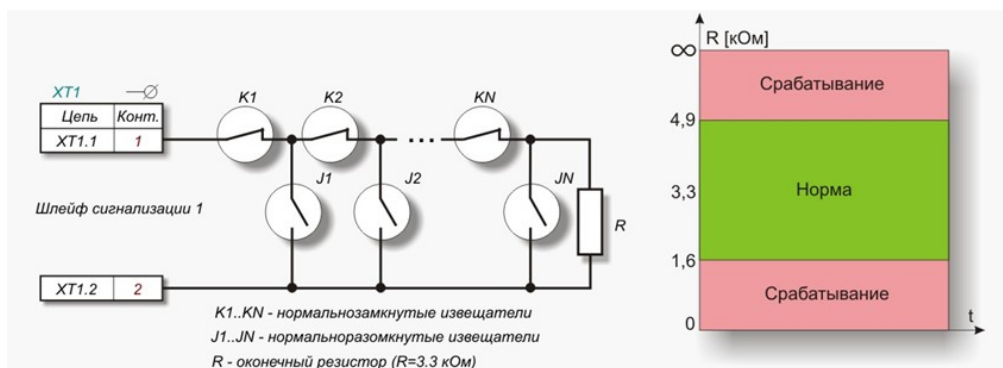 XT1
Цепь Конт.
XT1.1 1
K1 K2 KN
...
J1 J2 JN
R
Шлейф сигнализации 1
XT1.2 2
K1..KN - нормальнозамкнутые извещатели
J1..JN - нормальноразомкнутые извещатели
R - оконечный резистор (R=3.3 кОм)
R [кОм]
∞
Срабатывание
4,9
Норма
3,3
1,6
Срабатывание
0
t